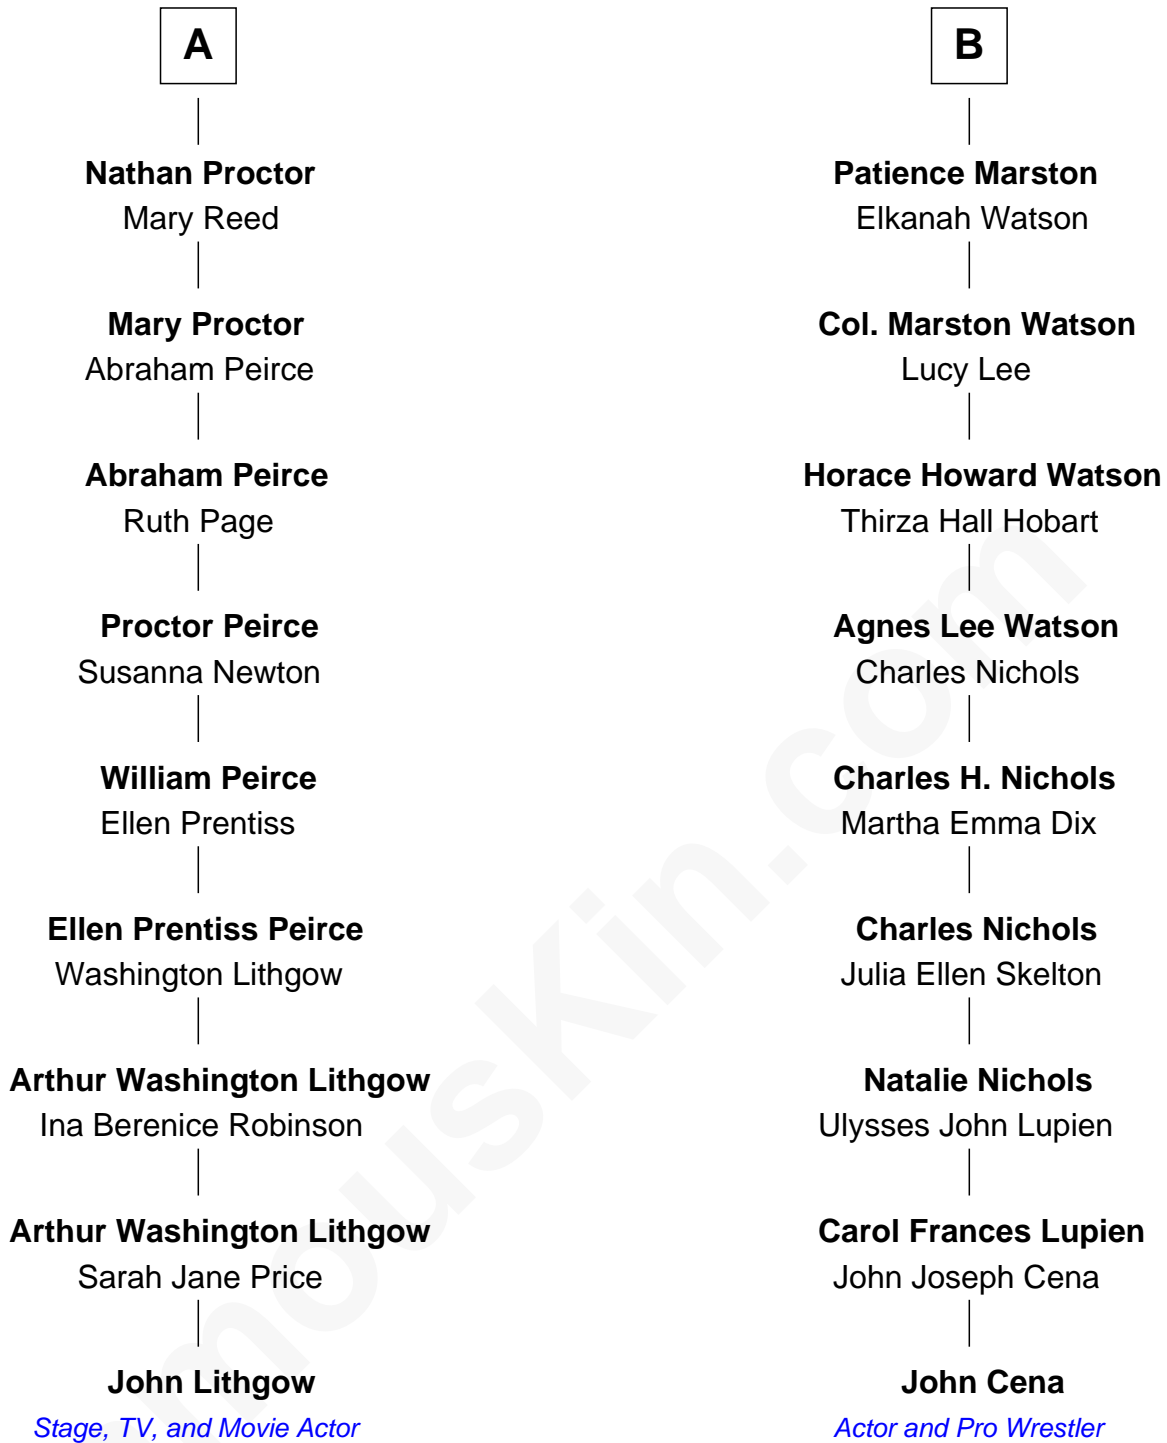 A
Nathan Proctor
Mary Reed
Mary Proctor
Abraham Peirce
Abraham Peirce
Ruth Page
Proctor Peirce
Susanna Newton
William Peirce
Ellen Prentiss
Ellen Prentiss Peirce
Washington Lithgow
Arthur Washington Lithgow
Ina Berenice Robinson
Arthur Washington Lithgow
Sarah Jane Price
John Lithgow
Stage, TV, and Movie Actor
B
Patience Marston
Elkanah Watson
Col. Marston Watson
Lucy Lee
Horace Howard Watson
Thirza Hall Hobart
Agnes Lee Watson
Charles Nichols
Charles H. Nichols
Martha Emma Dix
Charles Nichols
Julia Ellen Skelton
Natalie Nichols
Ulysses John Lupien
Carol Frances Lupien
John Joseph Cena
John Cena
Actor and Pro Wrestler
mousKin.com